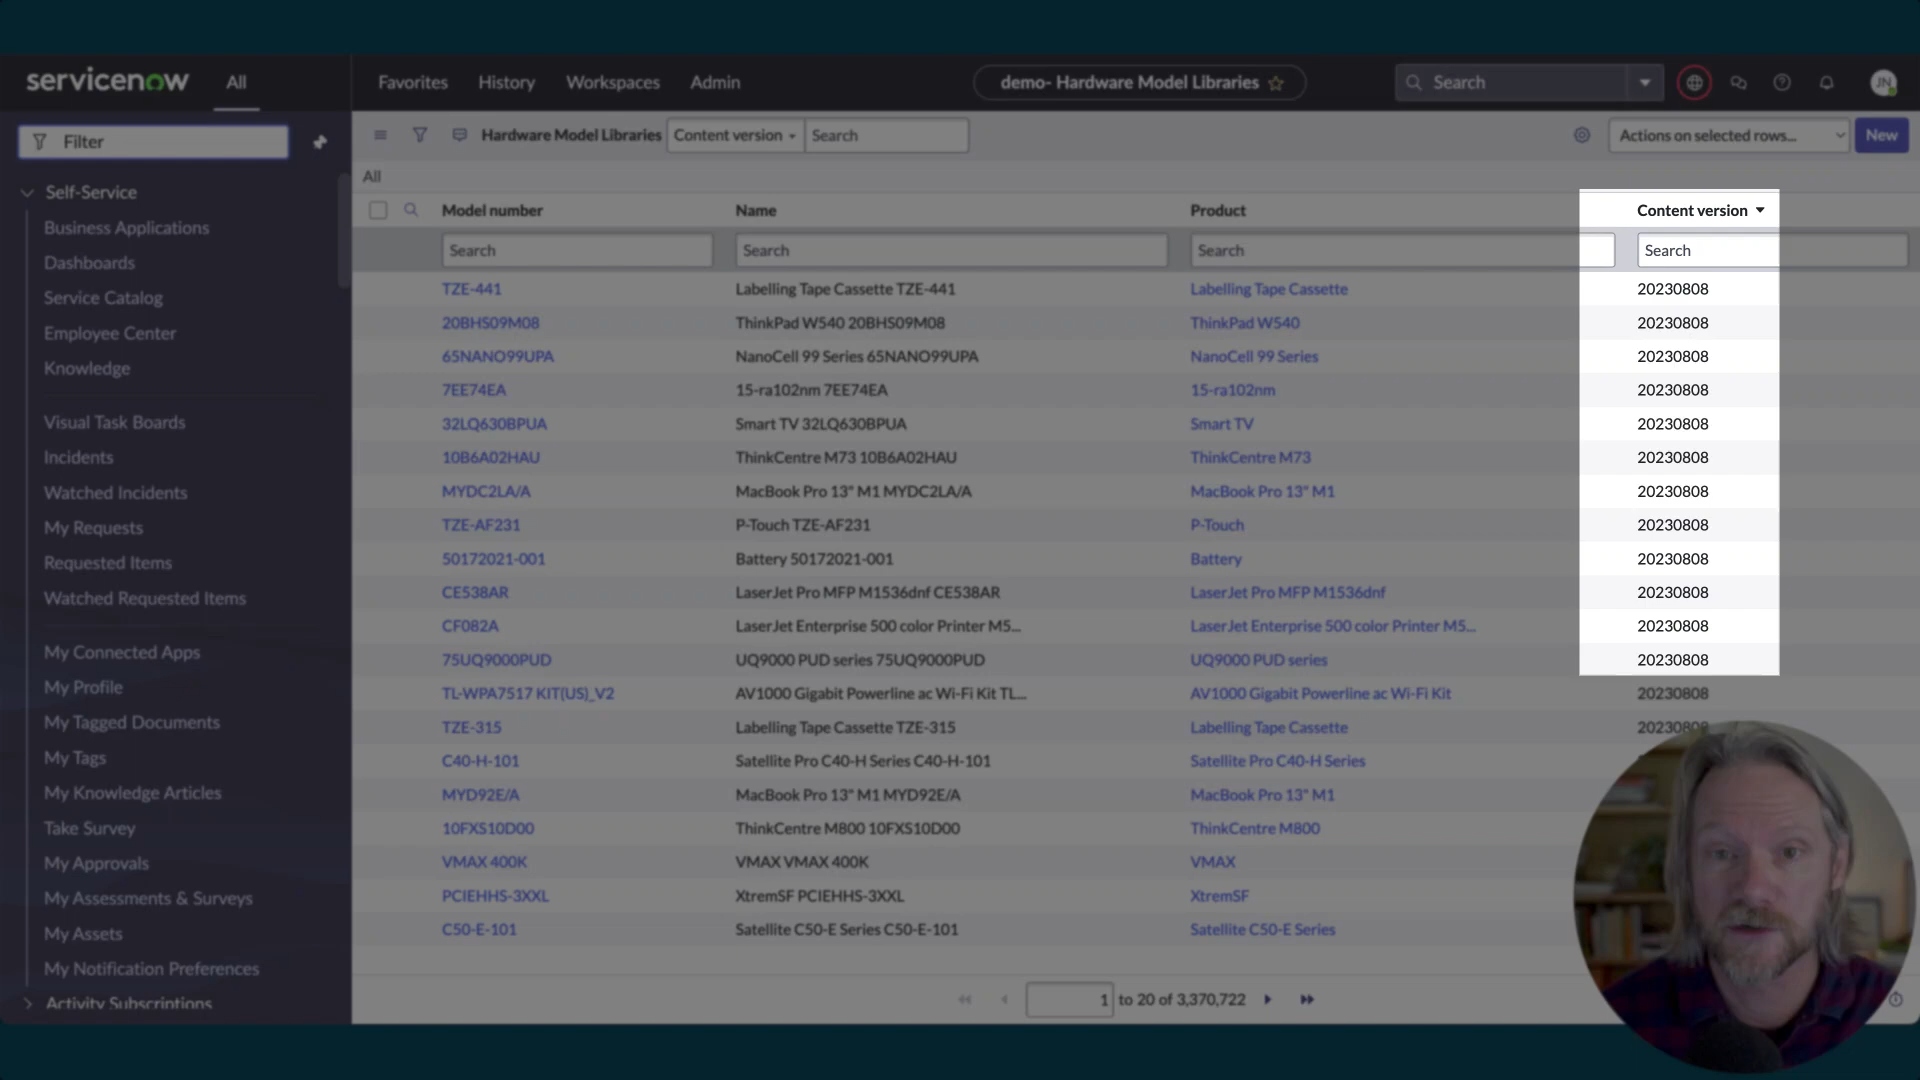 servicenow All Favorites History Workspaces Admin demo- Hardware Model Libraries Search JN
Filter
Hardware Model Libraries Content version Search Actions on selected rows... New
All
Self-Service
Business Applications
Dashboards
Service Catalog
Employee Center
Knowledge
Visual Task Boards
Incidents
Watched Incidents
My Requests
Requested Items
Watched Requested Items
My Connected Apps
My Profile
My Tagged Documents
My Tags
My Knowledge Articles
Take Survey
My Approvals
My Assessments & Surveys
My Assets
My Notification Preferences
Activity Subscriptions
Model number Name Product Content version
Search Search Search Search
TZE-441 Labelling Tape Cassette TZE-441 Labelling Tape Cassette 20230808
20BHS09M08 ThinkPad W540 20BHS09M08 ThinkPad W540 20230808
65NANO99UPA NanoCell 99 Series 65NANO99UPA NanoCell 99 Series 20230808
7EE74EA 15-ra102nm 7EE74EA 15-ra102nm 20230808
32LQ630BPUA Smart TV 32LQ630BPUA Smart TV 20230808
10B6A02HAU ThinkCentre M73 10B6A02HAU ThinkCentre M73 20230808
MYDC2LA/A MacBook Pro 13" M1 MYDC2LA/A MacBook Pro 13" M1 20230808
TZE-AF231 P-Touch TZE-AF231 P-Touch 20230808
50172021-001 Battery 50172021-001 Battery 20230808
CE538AR LaserJet Pro MFP M1536dnf CE538AR LaserJet Pro MFP M1536dnf 20230808
CF082A LaserJet Enterprise 500 color Printer M5... LaserJet Enterprise 500 color Printer M5... 20230808
75UQ9000PUD UQ9000 PUD series 75UQ9000PUD UQ9000 PUD series 20230808
TL-WPA7517 KIT(US)_V2 AV1000 Gigabit Powerline ac Wi-Fi Kit TL... AV1000 Gigabit Powerline ac Wi-Fi Kit 20230808
TZE-315 Labelling Tape Cassette TZE-315 Labelling Tape Cassette 20230808
C40-H-101 Satellite Pro C40-H Series C40-H-101 Satellite Pro C40-H Series
MYD92E/A MacBook Pro 13" M1 MYD92E/A MacBook Pro 13" M1
10FXS10D00 ThinkCentre M800 10FXS10D00 ThinkCentre M800
VMAX 400K VMAX VMAX 400K VMAX
PCIEHHS-3XXL XtremSF PCIEHHS-3XXL XtremSF
C50-E-101 Satellite C50-E Series C50-E-101 Satellite C50-E Series
1 to 20 of 3,370,722